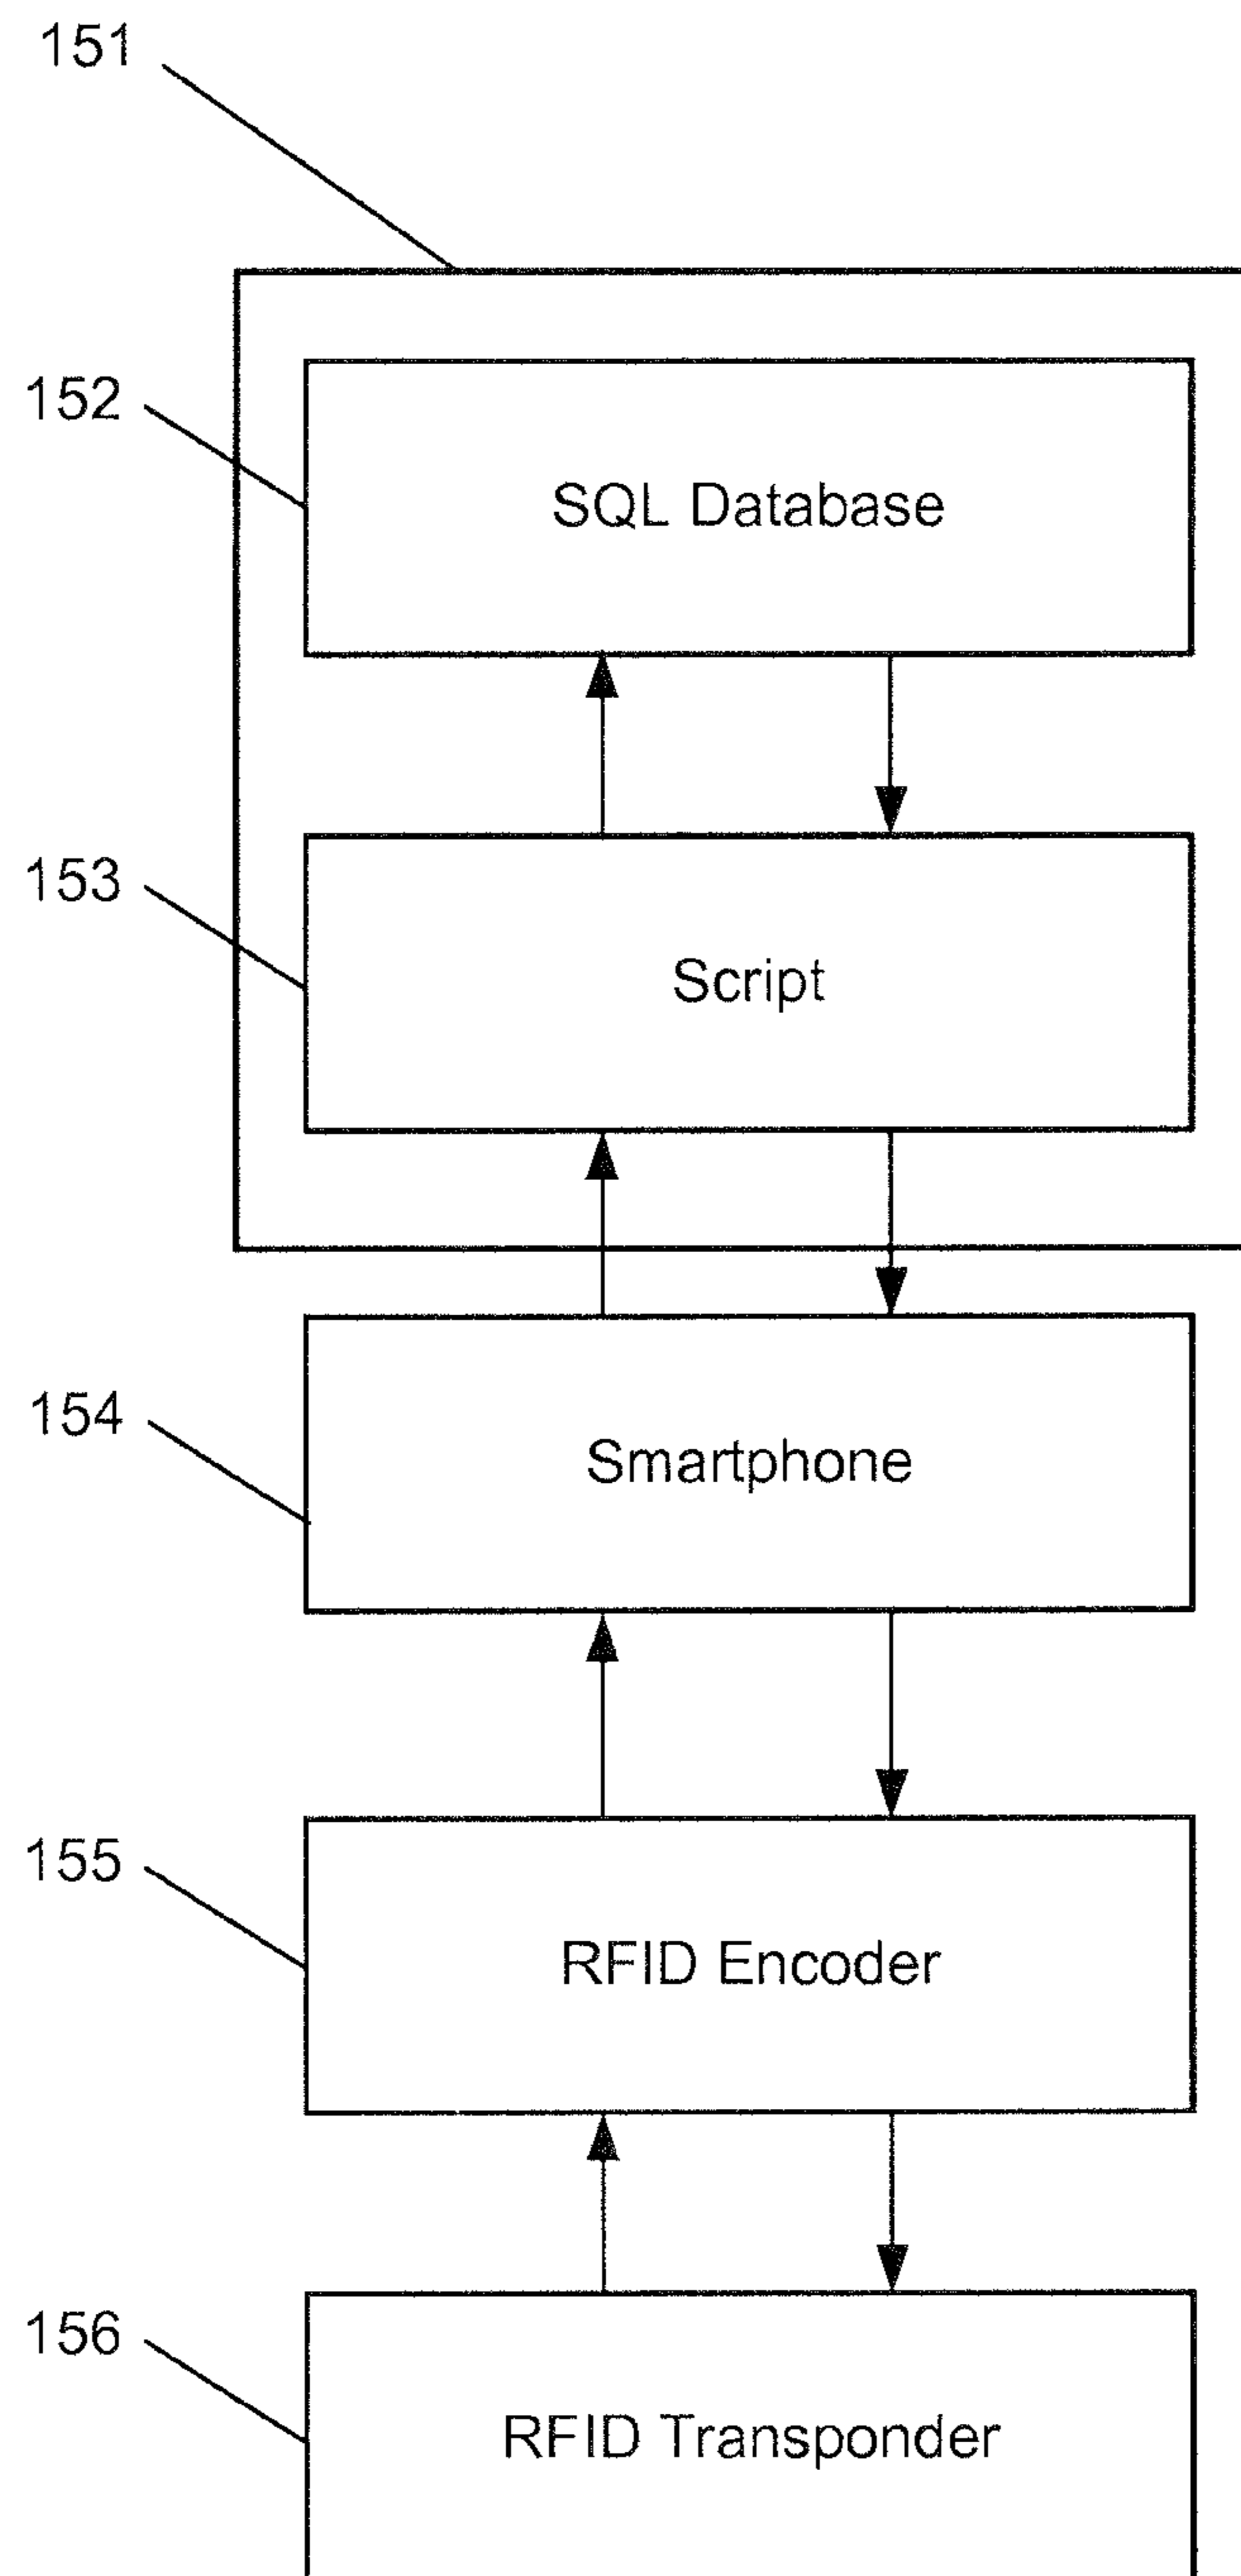 151
152
SQL Database
153
Script
154
Smartphone
155
RFID Encoder
156
RFID Transponder